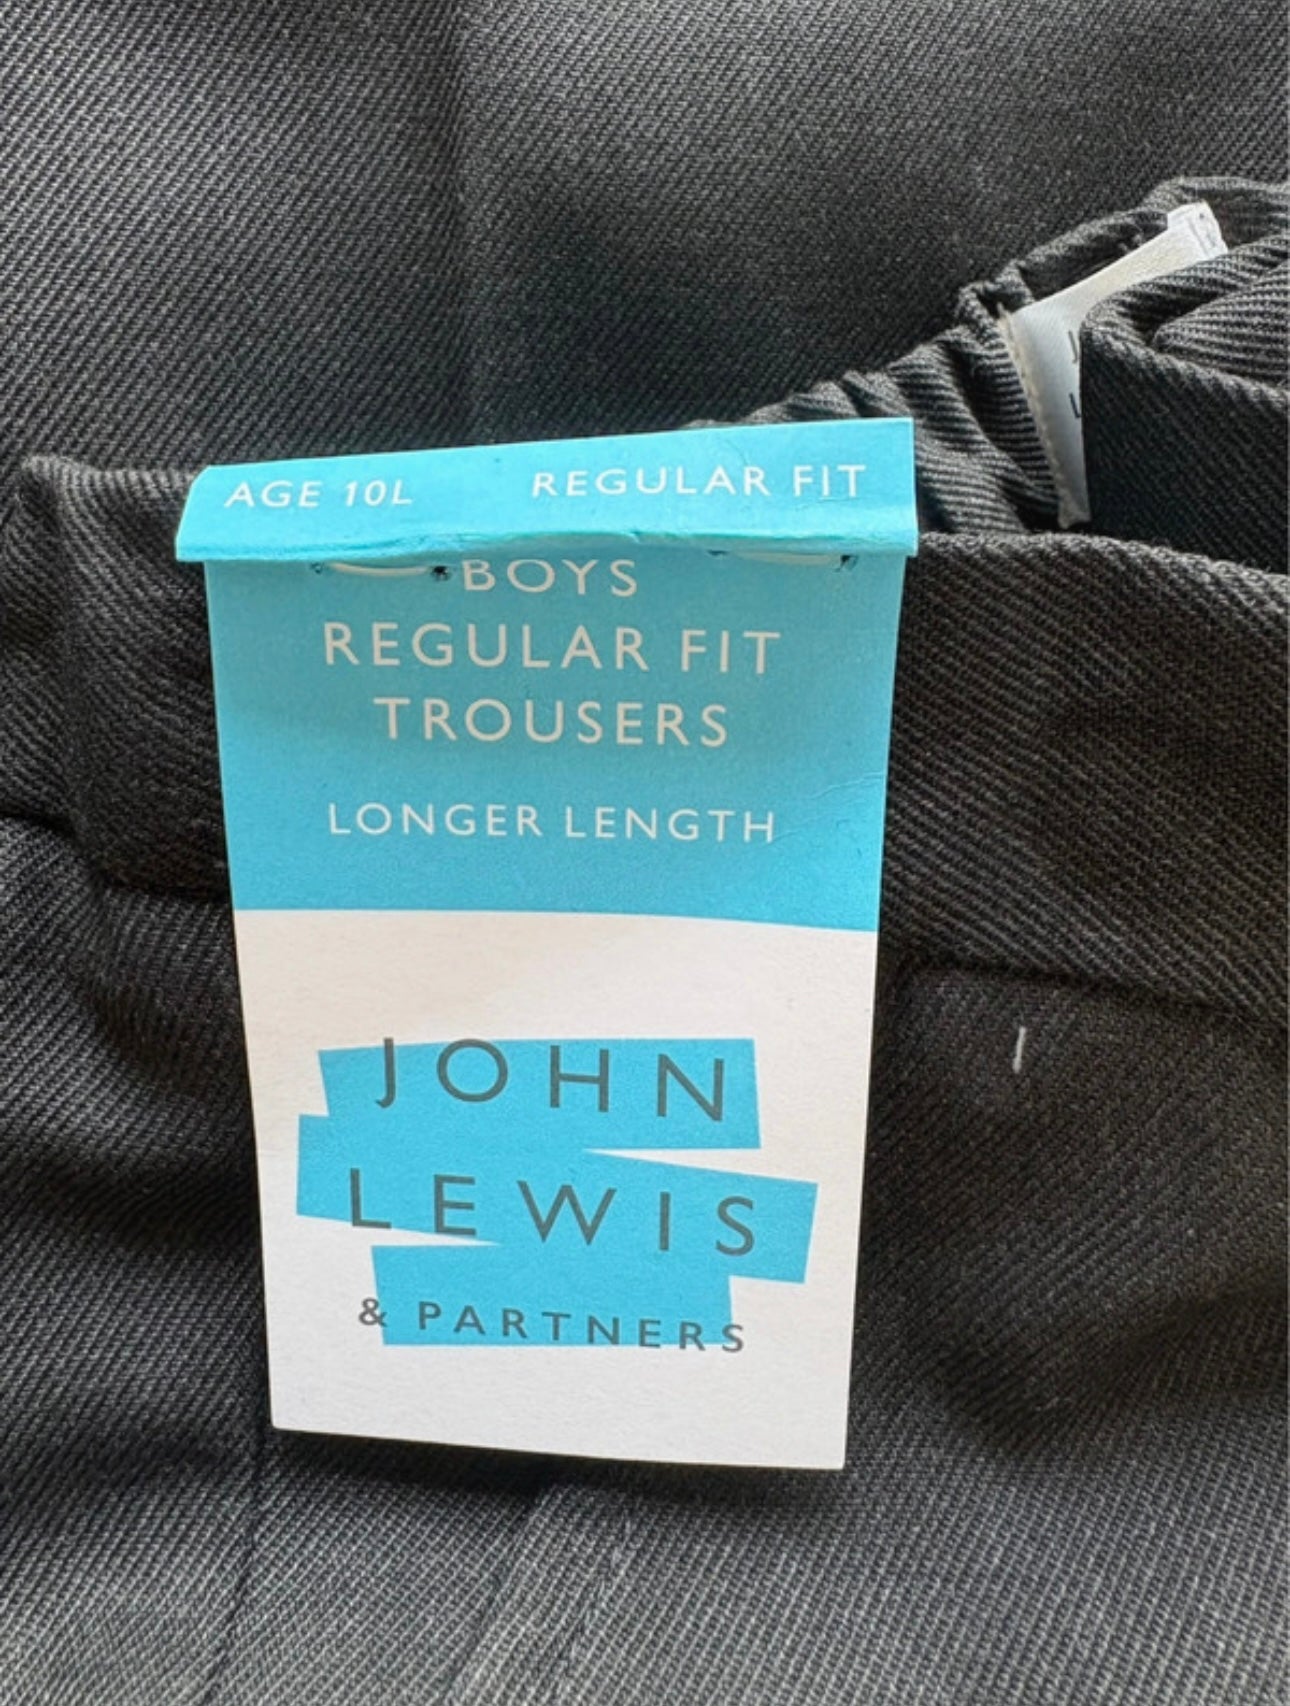 AGE 10L REGULAR FIT
BOYS
REGULAR FIT
TROUSERS
LONGER LENGTH
JOHN
LEWIS
& PARTNERS